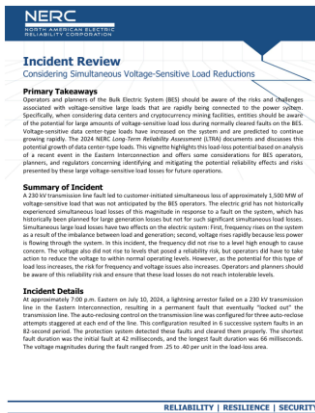 NERC
NORTH AMERICAN ELECTRIC
RELIABILITY CORPORATION
Incident Review
Considering Simultaneous Voltage-Sensitive Load Reductions
Primary Takeaways
Operators and planners of the Bulk Electric System (BES) should be aware of the risks and challenges
associated with voltage-sensitive large loads that are rapidly being connected to the power system.
Specifically, when considering data centers and cryptocurrency mining facilities, entities should be aware
of the potential for large amounts of voltage-sensitive load loss during normally cleared faults on the BES.
Voltage-sensitive data center-type loads have increased on the system and are predicted to continue
growing rapidly. The 2024 NERC Long-Term Reliability Assessment (LTRA) documents and discusses this
potential growth of data center-type loads. This vignette highlights this load-loss potential based on analysis
of a recent event in the Eastern Interconnection and offers some considerations for BES operators,
planners, and regulators concerning identifying and mitigating the potential reliability effects and risks
presented by these large voltage-sensitive load losses for future operations.
Summary of Incident
A 230 kV transmission line fault led to customer-initiated simultaneous loss of approximately 1,500 MW of
voltage-sensitive load that was not anticipated by the BES operators. The electric grid has not historically
experienced simultaneous load losses of this magnitude in response to a fault on the system, which has
historically been planned for large generation losses but not for such significant simultaneous load losses.
Simultaneous large load losses have two effects on the electric system: First, frequency rises on the system
as a result of the imbalance between load and generation; second, voltage rises rapidly because less power
is flowing through the system. In this incident, the frequency did not rise to a level high enough to cause
concern. The voltage also did not rise to levels that posed a reliability risk, but operators did have to take
action to reduce the voltage to within normal operating levels. However, as the potential for this type of
load loss increases, the risk for frequency and voltage issues also increases. Operators and planners should
be aware of this reliability risk and ensure that these load losses do not reach intolerable levels.
Incident Details
At approximately 7:00 p.m. Eastern on July 10, 2024, a lightning arrestor failed on a 230 kV transmission
line in the Eastern Interconnection, resulting in a permanent fault that eventually "locked out" the
transmission line. The auto-reclosing control on the transmission line was configured for three auto-reclose
attempts staggered at each end of the line. This configuration resulted in 6 successive system faults in an
82-second period. The protection system detected these faults and cleared them properly. The shortest
fault duration was the initial fault at 42 milliseconds, and the longest fault duration was 66 milliseconds.
The voltage magnitudes during the fault ranged from .25 to .40 per unit in the load-loss area.
RELIABILITY | RESILIENCE | SECURITY